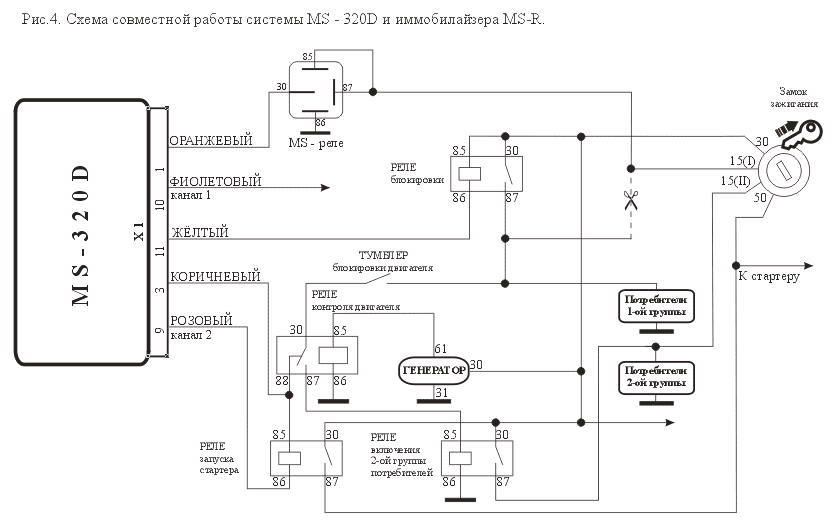 Рис.4. Схема совместной работы системы MS - 320D и иммобилайзера MS-R.
85
30
87
86
MS - реле
Замок
зажигания
MS-320D
X1
ОРАНЖЕВЫЙ
1
ФИОЛЕТОВЫЙ
канал 1
10
ЖЁЛТЫЙ
11
КОРИЧНЕВЫЙ
3
РОЗОВЫЙ
канал 2
9
РЕЛЕ
блокировки
85
30
86
87
30
15(I)
15(II)
50
К стартеру
ТУМБЛЕР
блокировки двигателя
РЕЛЕ
контроля двигателя
30
85
88
87
86
61
ГЕНЕРАТОР
30
31
Потребители
1-ой группы
Потребители
2-ой группы
РЕЛЕ
запуска
стартера
85
30
86
87
РЕЛЕ
включения
2-ой группы
потребителей
85
30
86
87